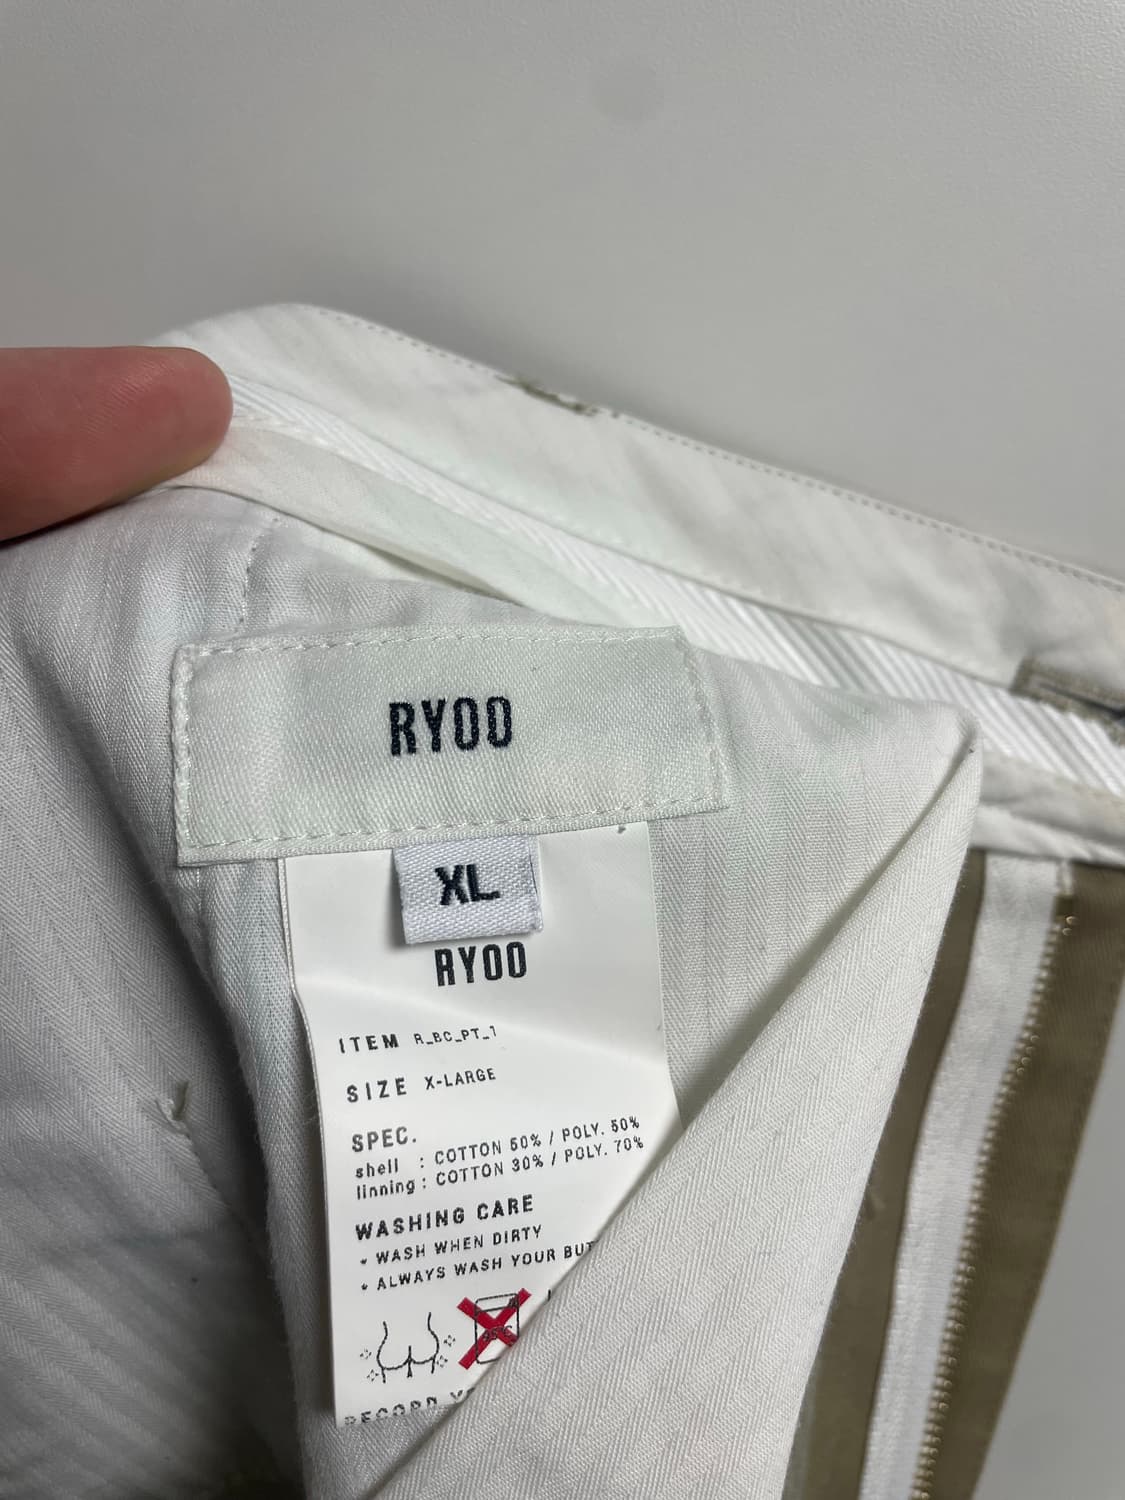 RYOO
XL
RYOO
ITEM R_BC_PT_1
SIZE X-LARGE
SPEC.
shell : COTTON 50% / POLY. 50%
linning : COTTON 30% / POLY. 70%
WASHING CARE
* WASH WHEN DIRTY
* ALWAYS WASH YOUR
RECORD